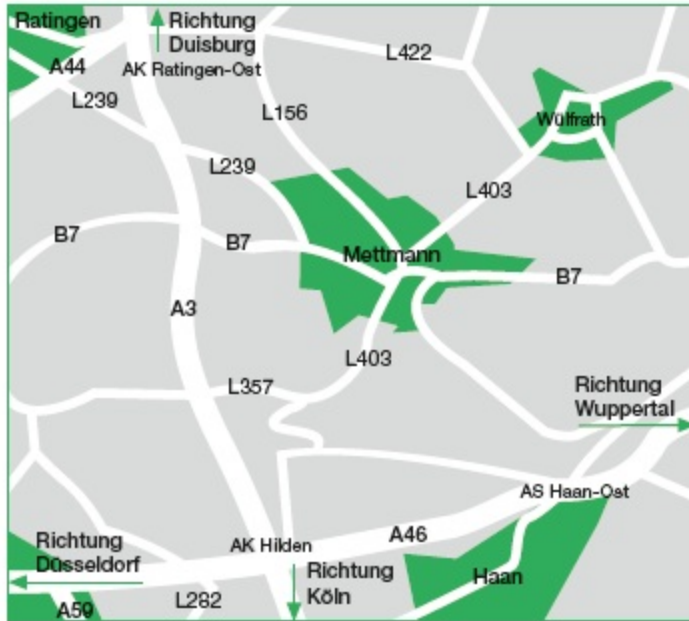 Ratingen
Richtung
Duisburg
A44
AK Ratingen-Ost
L422
L239
L156
Wülfrath
L239
L403
B7
B7
Mettmann
B7
A3
L403
L357
Richtung
Wuppertal
AS Haan-Ost
A46
AK Hilden
Richtung
Düsseldorf
Richtung
Köln
Haan
A59
L282